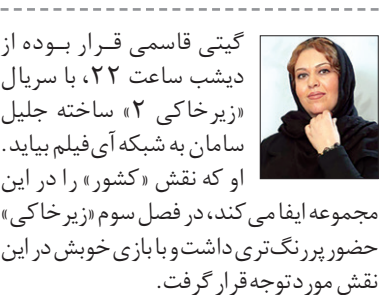 گیتی قاسمی قرار بوده از
دیشب ساعت ۲۲، با سریال
«زیرخاکی ۲» ساخته جلیل
سامان به شبکه آی‌فیلم بیاید.
او که نقش «کشور» را در این
مجموعه ایفا می‌کند، در فصل سوم «زیرخاکی»
حضور پررنگ‌تری داشت و با بازی خوبش در این
نقش مورد توجه قرار گرفت.